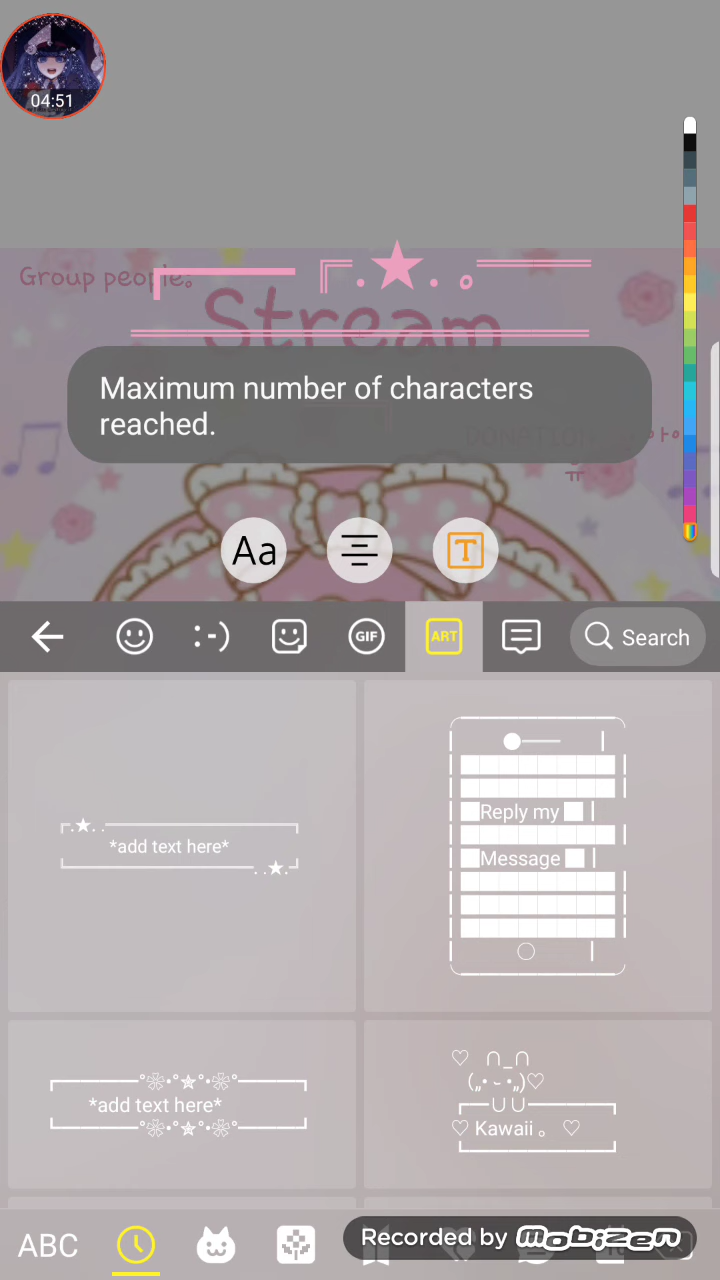 04:51
Group people。
╔.★. 。════
Stream
Maximum number of characters
reached.
Aa
T
:-)
GIF
ART
Search
┌.★. .───────┐
*add text here*
└───────. .★.┘
Reply my
Message
┌─────°❀•°✮°•❀°─────┐
*add text here*
└─────°❀•°✮°•❀°─────┘
♡ ∩_∩
(„• ֊ •„)♡
┌──∪∪──────┐
♡ Kawaii 。 ♡
└──────────┘
ABC
Recorded by mobizen